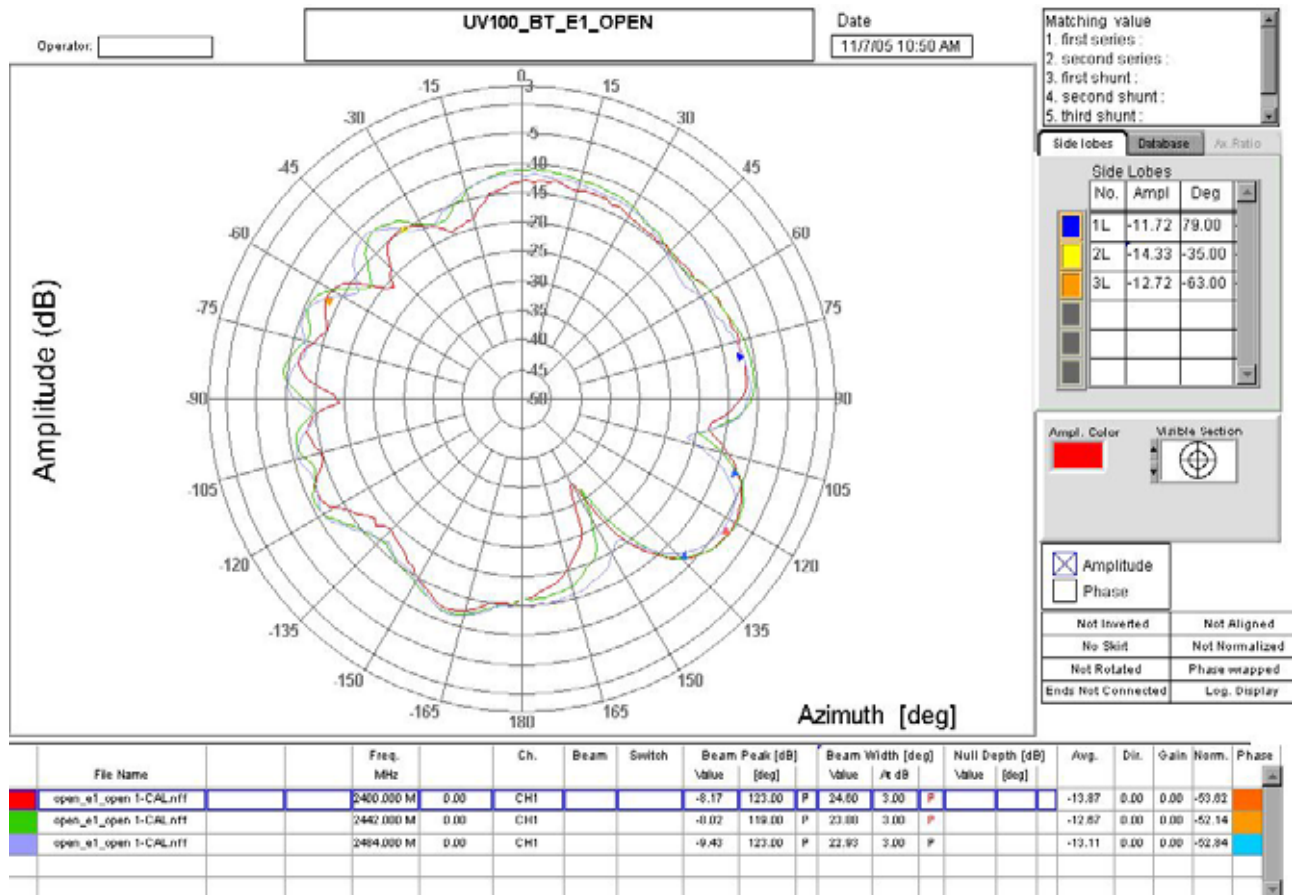 UV100_BT_E1_OPEN
Operator:
Date
11/7/05 10:50 AM
Matching value
1. first series :
2. second series :
3. first shunt :
4. second shunt :
5. third shunt :
Side lobes Database Ax.Ratio
Side Lobes
No. Ampl Deg
1L -11.72 79.00
2L -14.33 -35.00
3L -12.72 -63.00
Ampl. Color Visible Section
Amplitude
Phase
Not Inverted Not Aligned
No Skirt Not Normalized
Not Rotated Phase wrapped
Ends Not Connected Log. Display
Amplitude (dB)
Azimuth [deg]
0
-15 15
-30 30
-45 45
-60 60
-75 75
-90 90
-105 105
-120 120
-135 135
-150 150
-165 165
180
-3
-5
-10
-15
-20
-25
-30
-35
-40
-45
-50
Freq. Ch. Beam Switch Beam Peak [dB] Beam Width [deg] Null Depth [dB] Avg. Dir. Gain Norm. Phase
File Name MHz Value [deg] Value At dB Value [deg]
open_e1_open 1-CAL.nff 2400.000 M 0.00 CH1 -8.17 123.00 P 24.60 3.00 P -13.87 0.00 0.00 -53.62
open_e1_open 1-CAL.nff 2442.000 M 0.00 CH1 -8.02 119.00 P 3.00 P -12.67 0.00 0.00 -52.14
open_e1_open 1-CAL.nff 2484.000 M 0.00 CH1 -9.43 123.00 P 22.93 3.00 P -13.11 0.00 0.00 -52.84